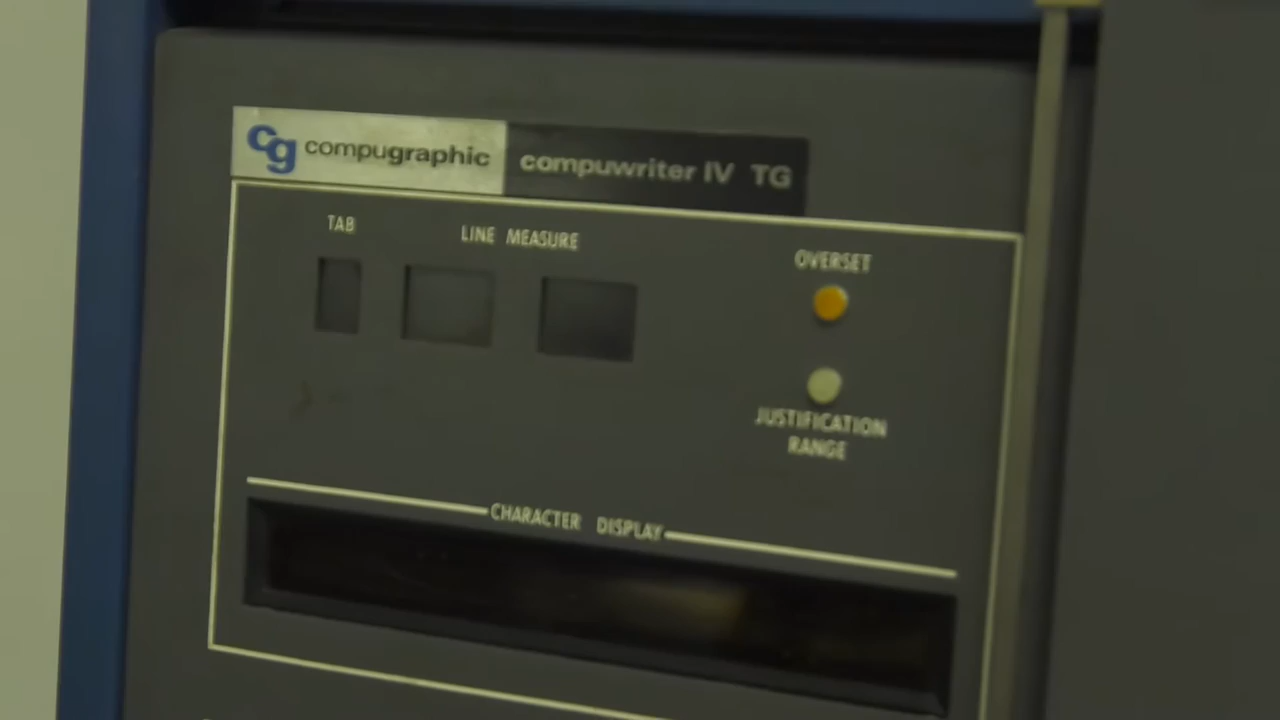 cg compugraphic compuwriter IV TG
TAB LINE MEASURE
OVERSET
JUSTIFICATION
RANGE
CHARACTER DISPLAY